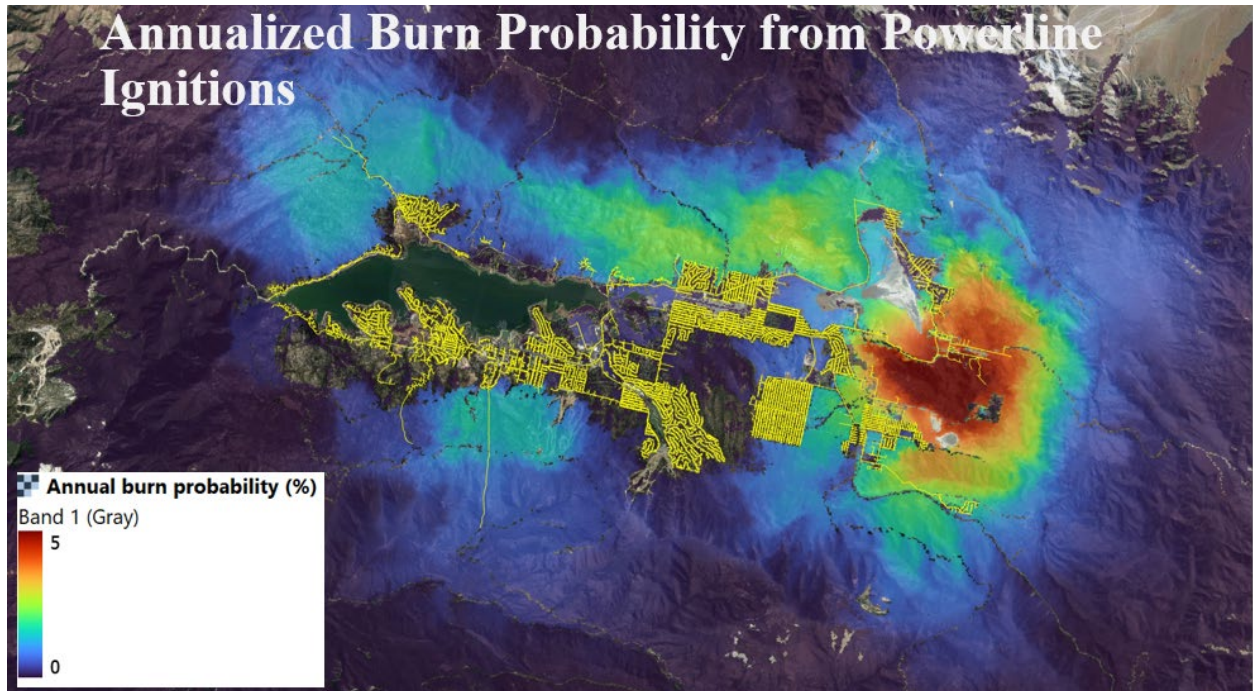 Annualized Burn Probability from Powerline
Ignitions
Annual burn probability (%)
Band 1 (Gray)
5
0